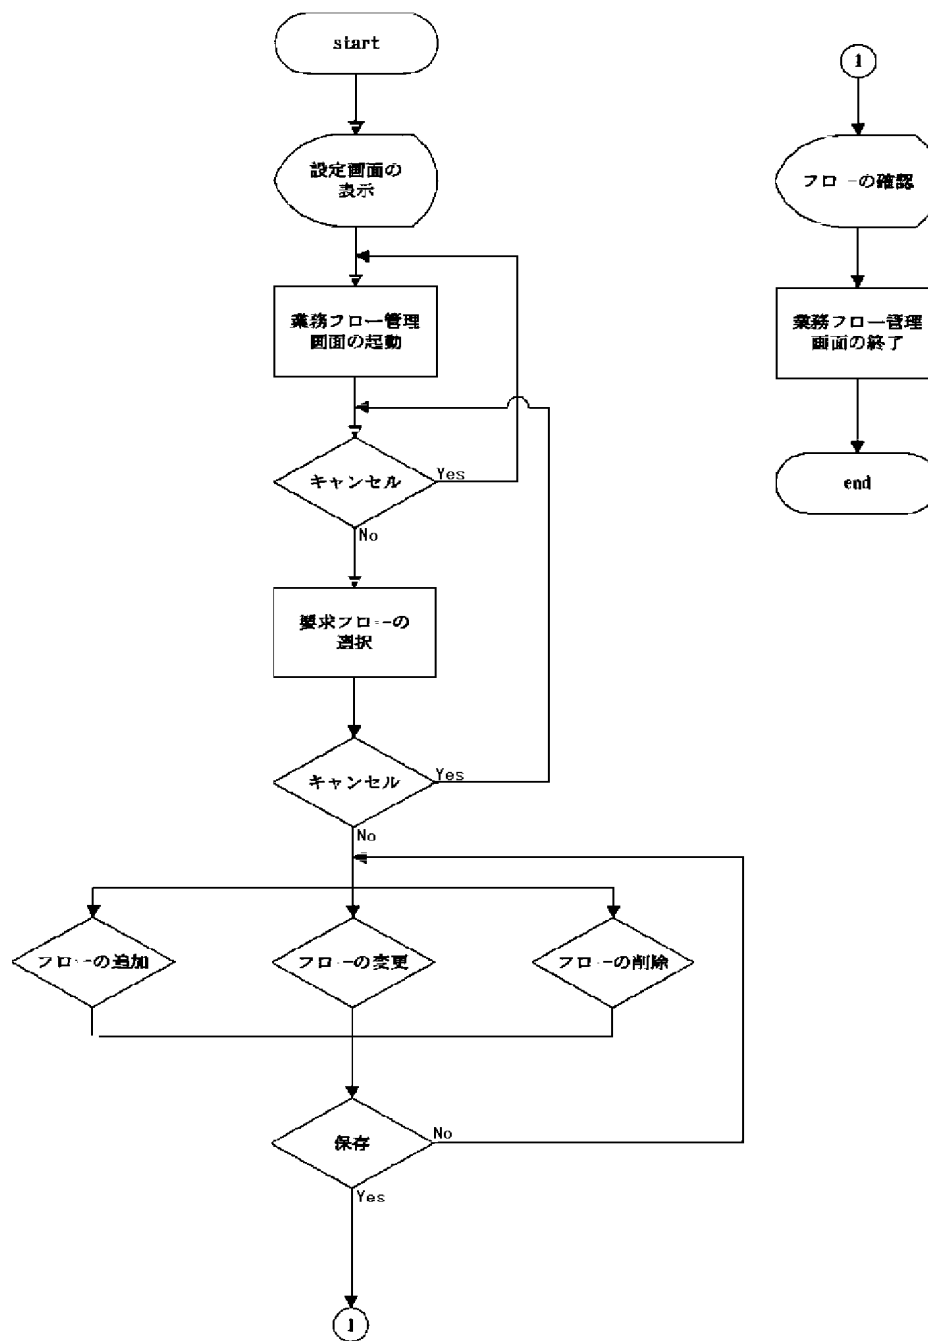 start
設定画面の
表示
業務フロー管理
画面の起動
キャンセル
Yes
No
要求フローの
選択
キャンセル
Yes
No
フローの追加
フローの変更
フローの削除
保存
No
Yes
1
1
フローの確認
業務フロー管理
画面の終了
end